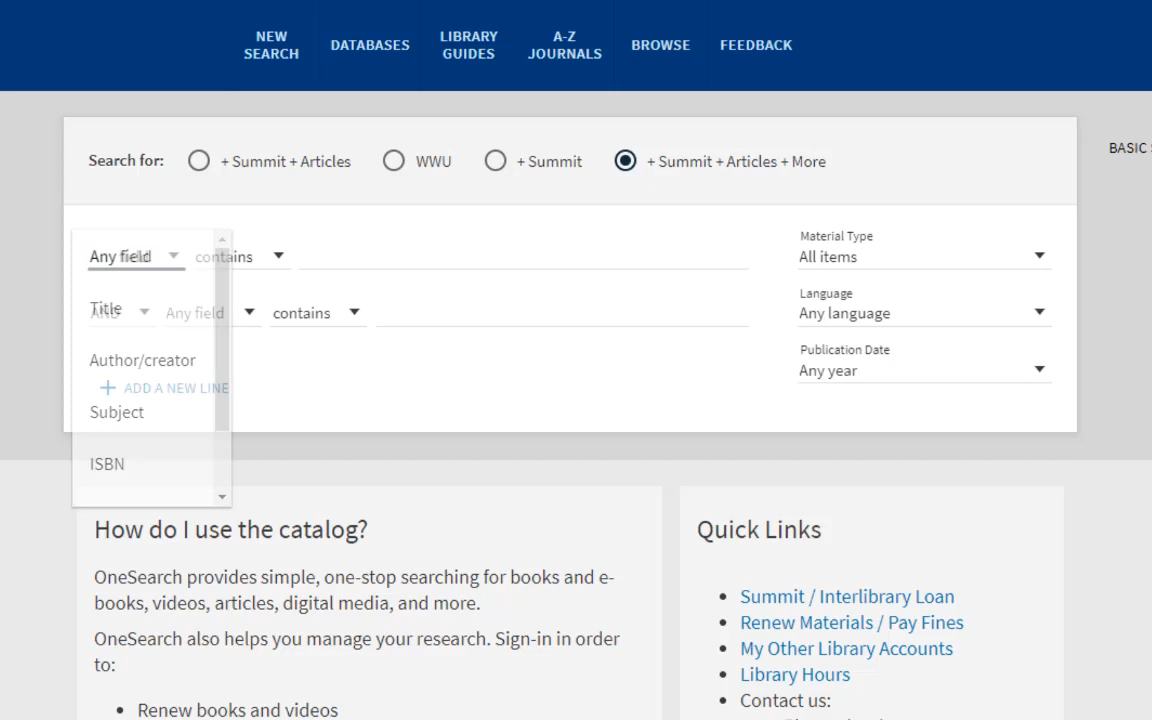 NEW SEARCH
DATABASES
LIBRARY GUIDES
A-Z JOURNALS
BROWSE
FEEDBACK
BASIC
Search for:
+ Summit + Articles
WWU
+ Summit
+ Summit + Articles + More
Any field
contains
Title
AND
Any field
contains
Author/creator
ADD A NEW LINE
Subject
ISBN
Material Type
All items
Language
Any language
Publication Date
Any year
How do I use the catalog?
OneSearch provides simple, one-stop searching for books and e-
books, videos, articles, digital media, and more.
OneSearch also helps you manage your research. Sign-in in order
to:
• Renew books and videos
Quick Links
• Summit / Interlibrary Loan
• Renew Materials / Pay Fines
• My Other Library Accounts
• Library Hours
• Contact us: